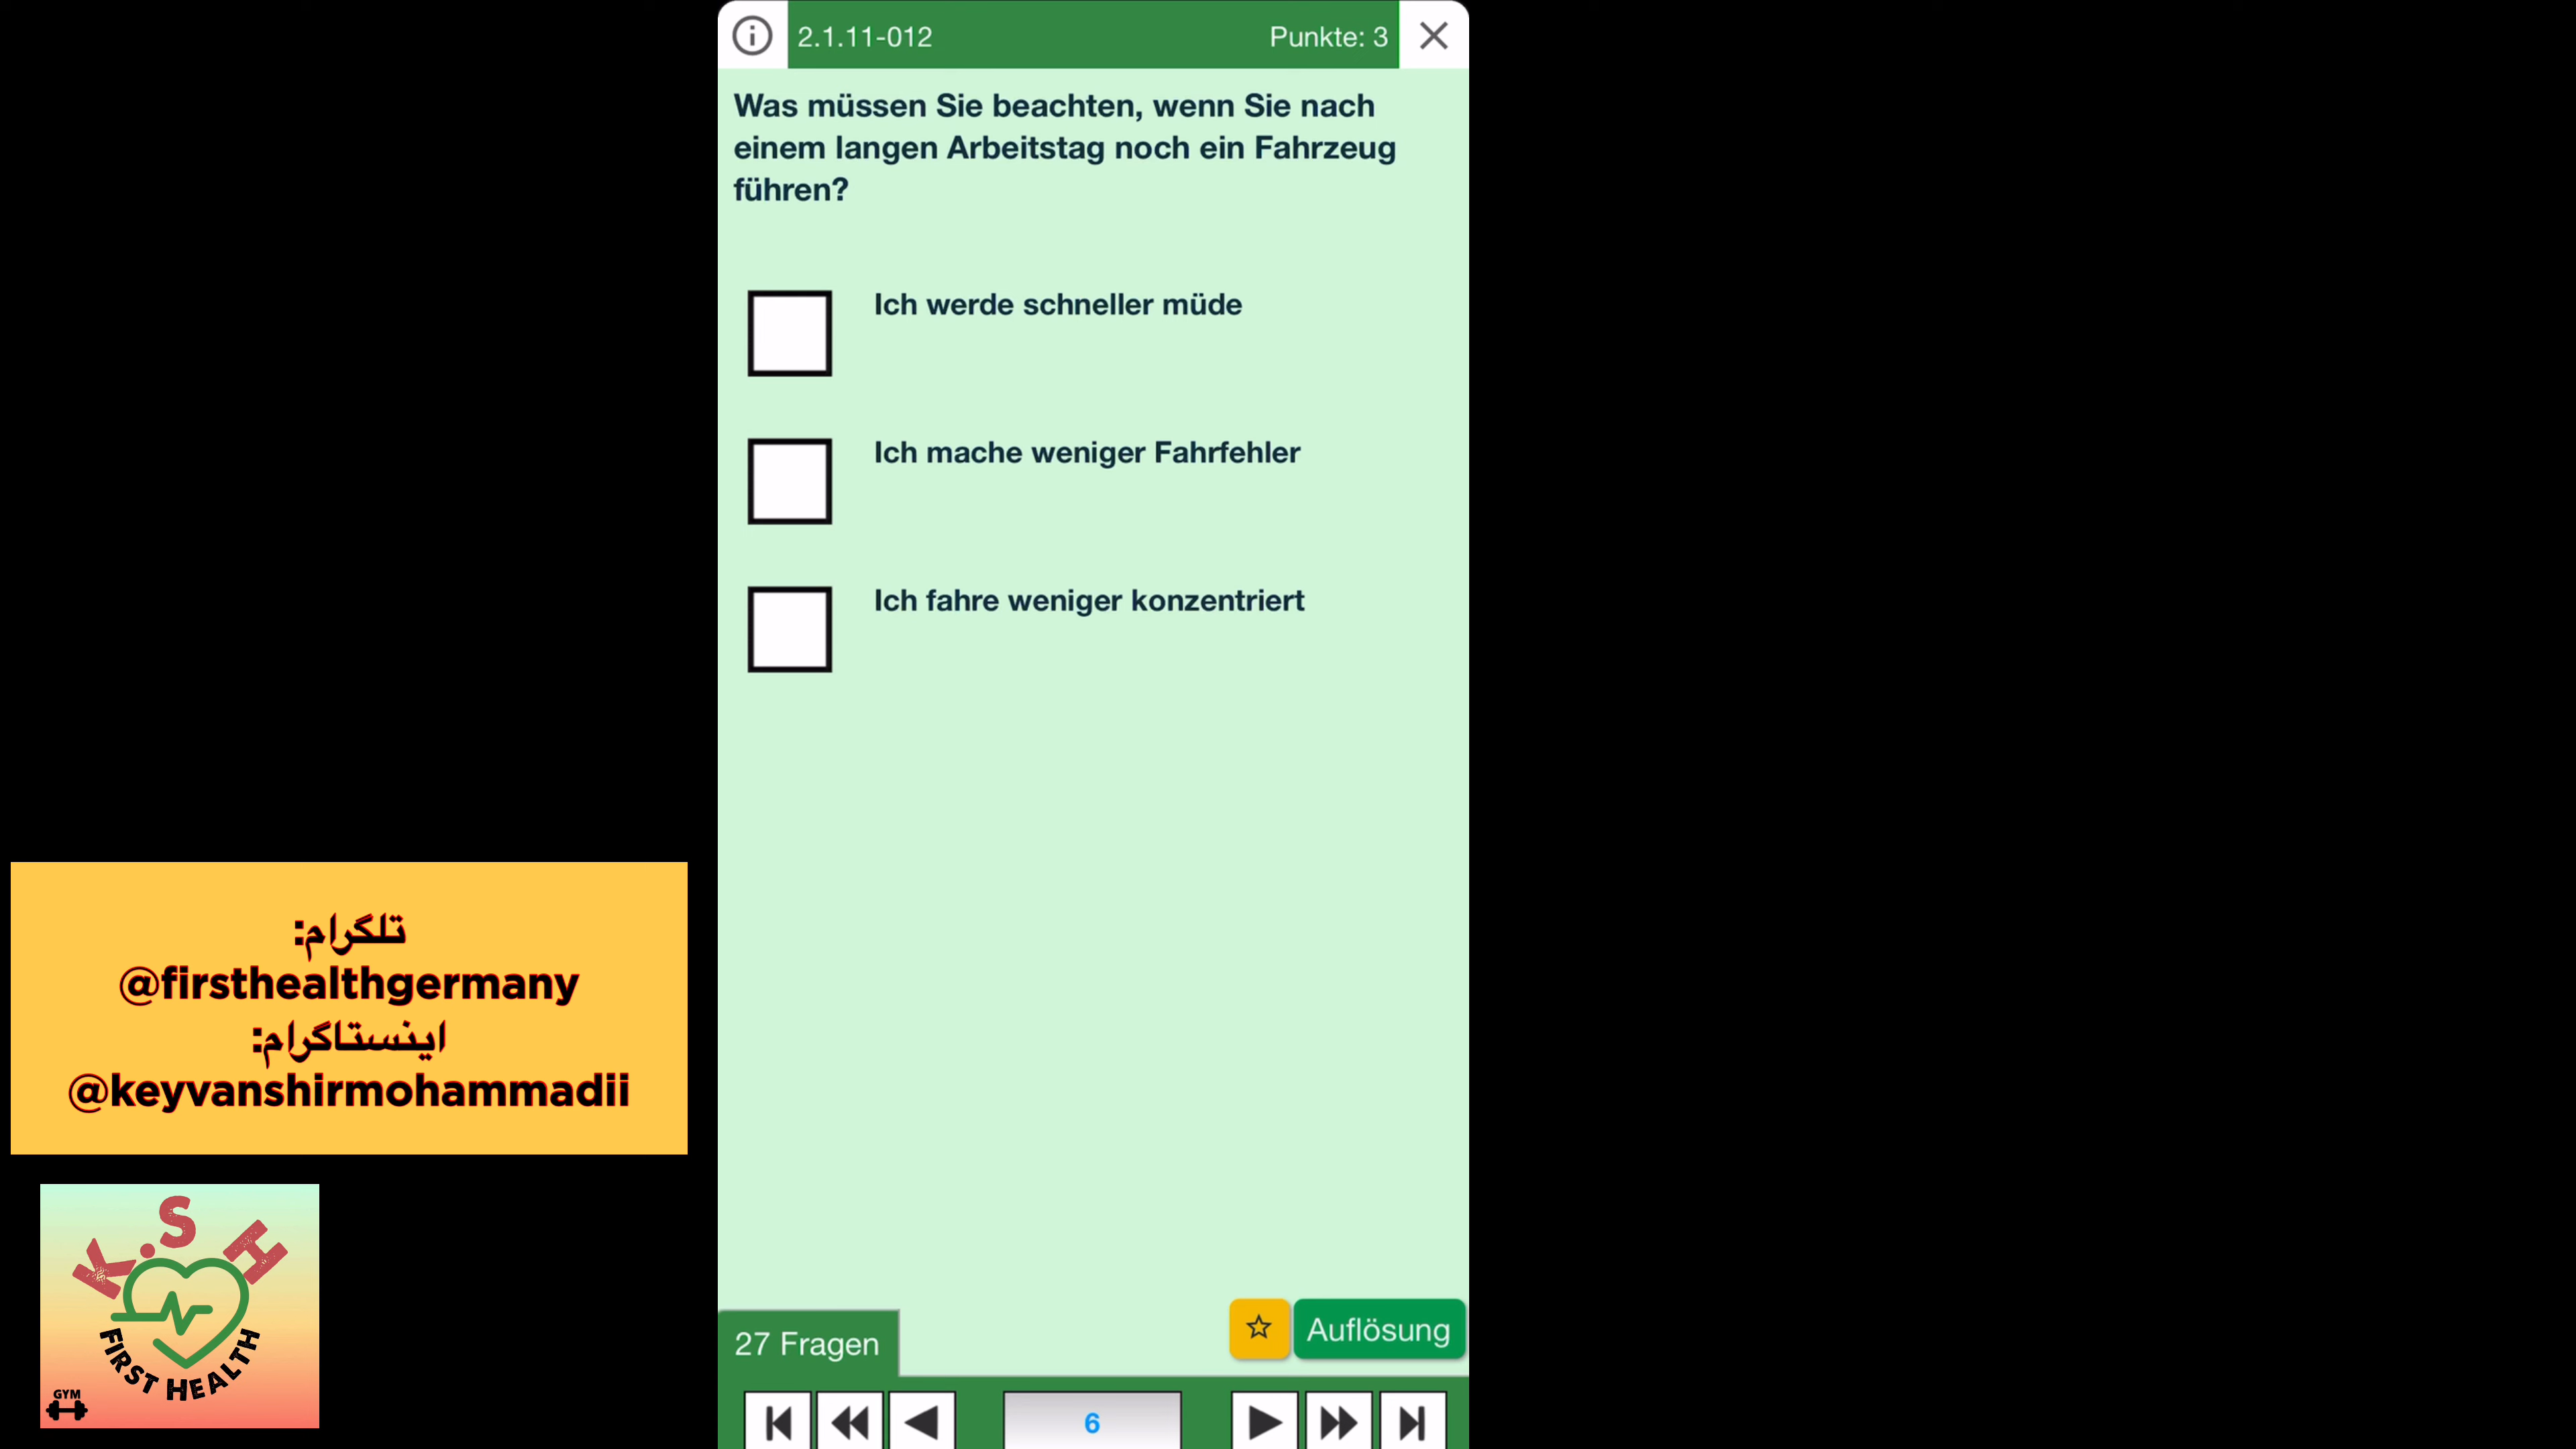 2.1.11-012
Punkte: 3
Was müssen Sie beachten, wenn Sie nach
einem langen Arbeitstag noch ein Fahrzeug
führen?
Ich werde schneller müde
Ich mache weniger Fahrfehler
Ich fahre weniger konzentriert
27 Fragen
Auflösung
6
تلگرام:
@firsthealthgermany
اینستاگرام:
@keyvanshirmohammadii
K.SH
FIRST HEALTH
GYM